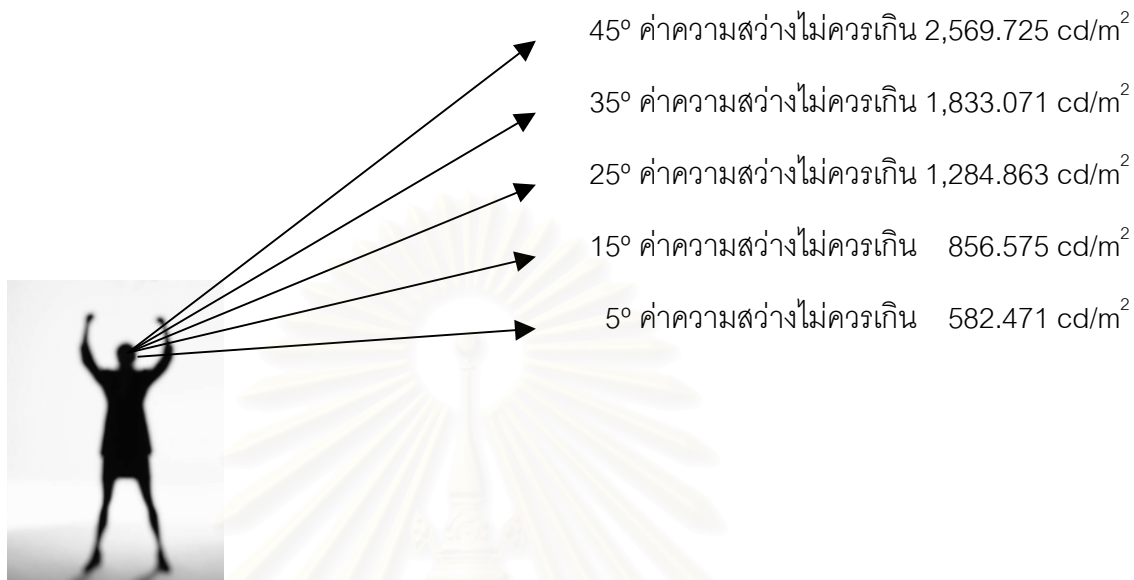 45º ค่าความสว่างไม่ควรเกิน 2,569.725 cd/m²
35º ค่าความสว่างไม่ควรเกิน 1,833.071 cd/m²
25º ค่าความสว่างไม่ควรเกิน 1,284.863 cd/m²
15º ค่าความสว่างไม่ควรเกิน 856.575 cd/m²
5º ค่าความสว่างไม่ควรเกิน 582.471 cd/m²